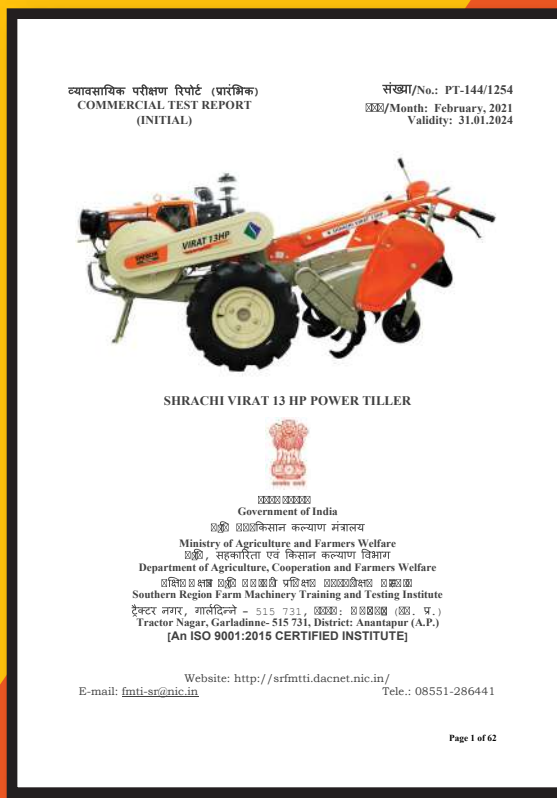 व्यावसायिक परीक्षण रिपोर्ट (प्रारंभिक)
COMMERCIAL TEST REPORT
(INITIAL)
संख्या/No.: PT-144/1254
/Month: February, 2021
Validity: 31.01.2024
VIRAT 13HP
SHRACHI VIRAT 13HP
SHRACHI VIRAT 13 HP POWER TILLER
Government of India
किसान कल्याण मंत्रालय
Ministry of Agriculture and Farmers Welfare
, सहकारिता एवं किसान कल्याण विभाग
Department of Agriculture, Cooperation and Farmers Welfare
Southern Region Farm Machinery Training and Testing Institute
ट्रैक्टर नगर, गार्लदिन्ने - 515 731,
Tractor Nagar, Garladinne- 515 731, District: Anantapur (A.P.)
[An ISO 9001:2015 CERTIFIED INSTITUTE]
Website: http://srfmtti.dacnet.nic.in/
E-mail: fmti-sr@nic.in
Tele.: 08551-286441
Page 1 of 62